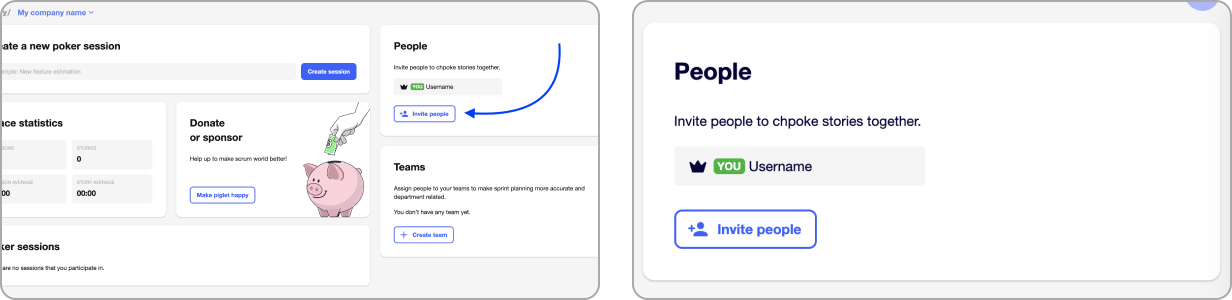 y/ My company name
ate a new poker session
mple: New feature estimation
Create session
ace statistics
IONS
STORIES
0
ION AVERAGE
00
STORY AVERAGE
00:00
Donate
or sponsor
Help up to make scrum world better!
Make piglet happy
ker sessions
are no sessions that you participate in.
People
Invite people to chpoke stories together.
YOU Username
Invite people
Teams
Assign people to your teams to make sprint planning more accurate and
department related.
You don't have any team yet.
Create team
People
Invite people to chpoke stories together.
YOU Username
Invite people